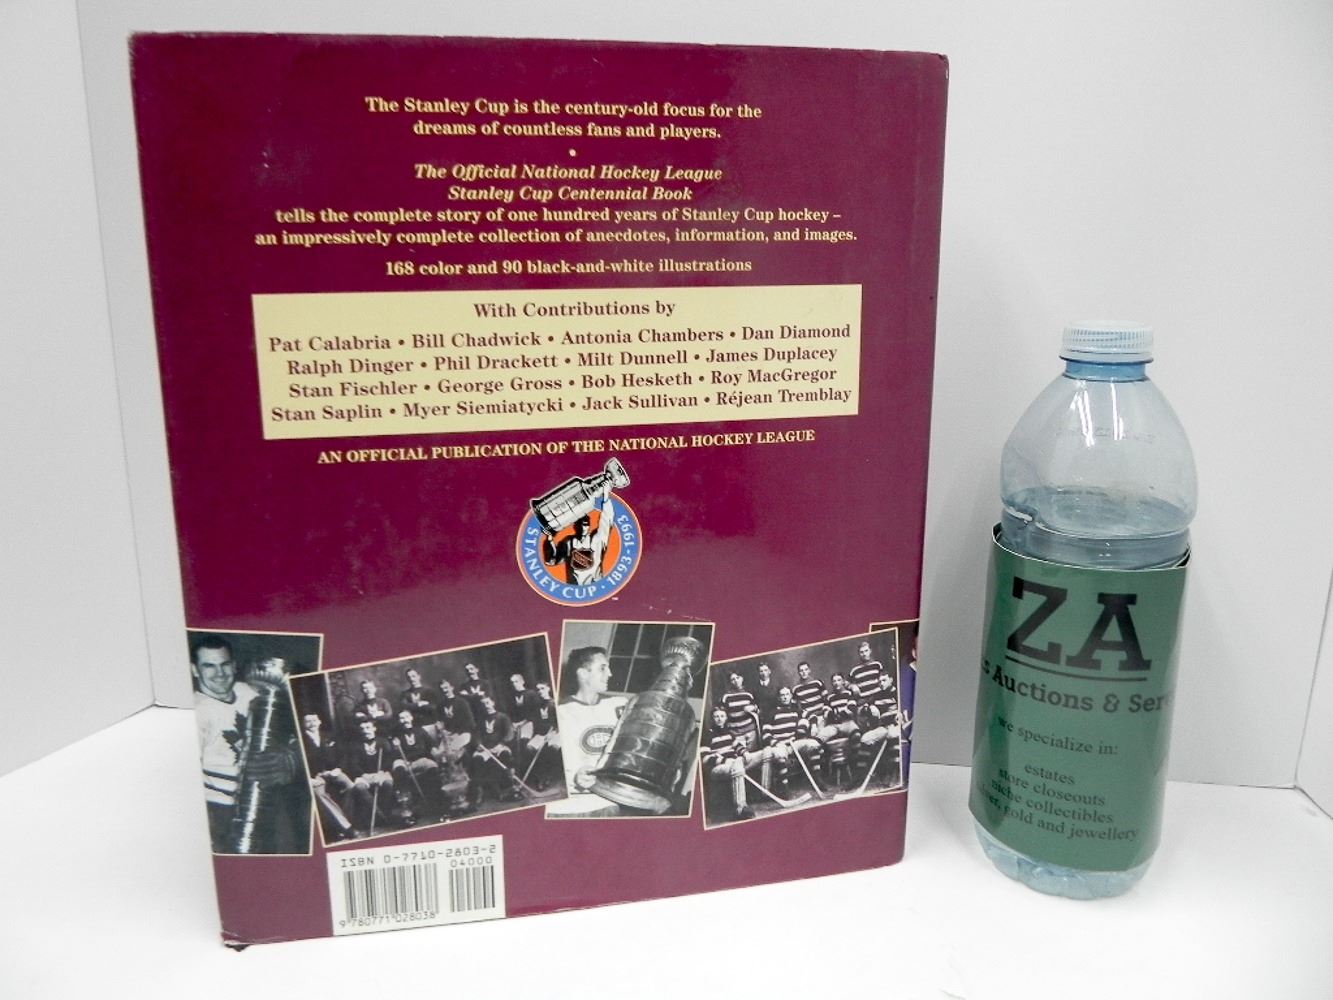 The Stanley Cup is the century-old focus for the
dreams of countless fans and players.
•
The Official National Hockey League
Stanley Cup Centennial Book
tells the complete story of one hundred years of Stanley Cup hockey –
an impressively complete collection of anecdotes, information, and images.
168 color and 90 black-and-white illustrations
With Contributions by
Pat Calabria • Bill Chadwick • Antonia Chambers • Dan Diamond
Ralph Dinger • Phil Drackett • Milt Dunnell • James Duplacey
Stan Fischler • George Gross • Bob Hesketh • Roy MacGregor
Stan Saplin • Myer Siemiatycki • Jack Sullivan • Réjean Tremblay
AN OFFICIAL PUBLICATION OF THE NATIONAL HOCKEY LEAGUE
STANLEY CUP · 1893-1993
ISBN 0-7710-2803-2
04000
9 780771 028038
ZA
s Auctions & Ser
we specialize in:
estates
store closeouts
niche collectibles
gold and jewellery